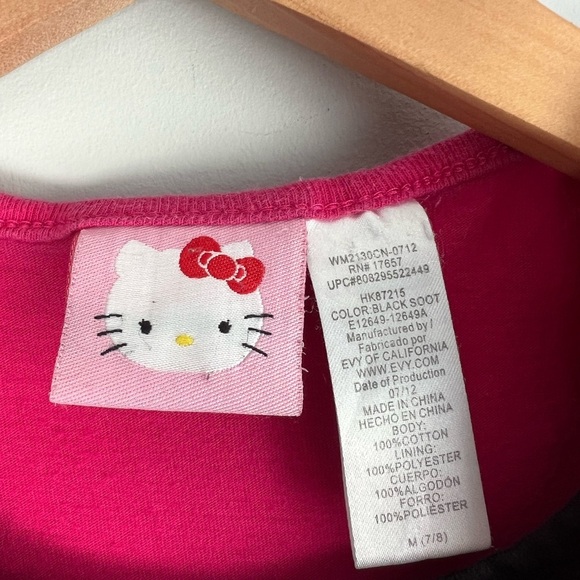 WM2130CN-0712
RN# 17657
UPC#808295522449
HK87215
COLOR:BLACK SOOT
E12649-12649A
Manufactured by /
Fabricado por
EVY OF CALIFORNIA
WWW.EVY.COM
Date of Production
07/12
MADE IN CHINA
HECHO EN CHINA
BODY:
100%COTTON
LINING:
100%POLYESTER
CUERPO:
100%ALGODÓN
FORRO:
100%POLIÉSTER
M (7/8)